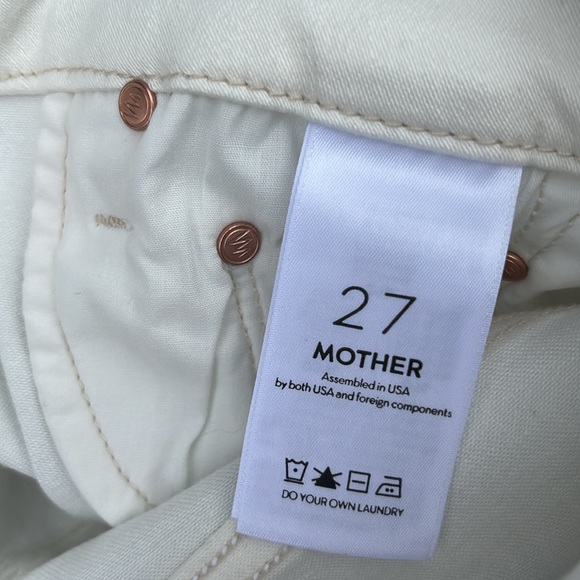 27
MOTHER
Assembled in USA
by both USA and foreign components
DO YOUR OWN LAUNDRY